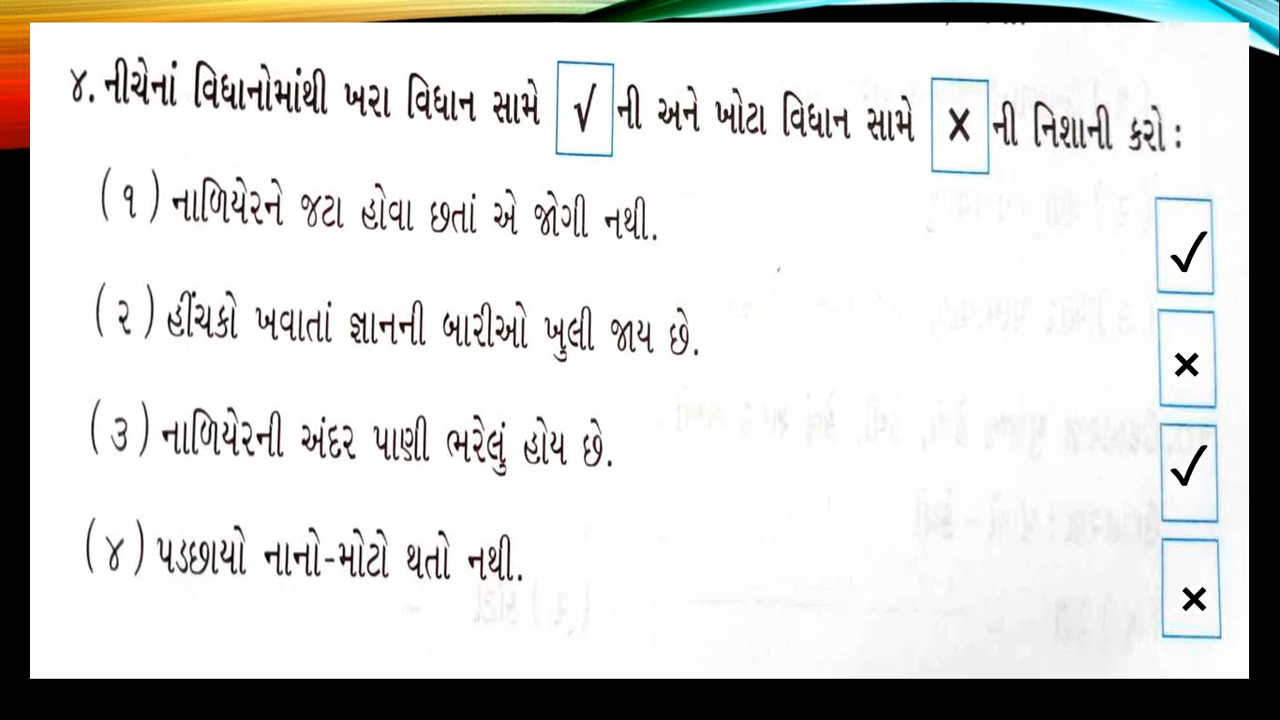 ૪. નીચેનાં વિધાનોમાંથી ખરા વિધાન સામે √ ની અને ખોટા વિધાન સામે × ની નિશાની કરો :
(૧) નાળિયેરને જટા હોવા છતાં એ જોગી નથી. ✓
(૨) હીંચકો ખવાતાં જ્ઞાનની બારીઓ ખુલી જાય છે. ×
(૩) નાળિયેરની અંદર પાણી ભરેલું હોય છે. ✓
(૪) પડછાયો નાનો-મોટો થતો નથી. ×